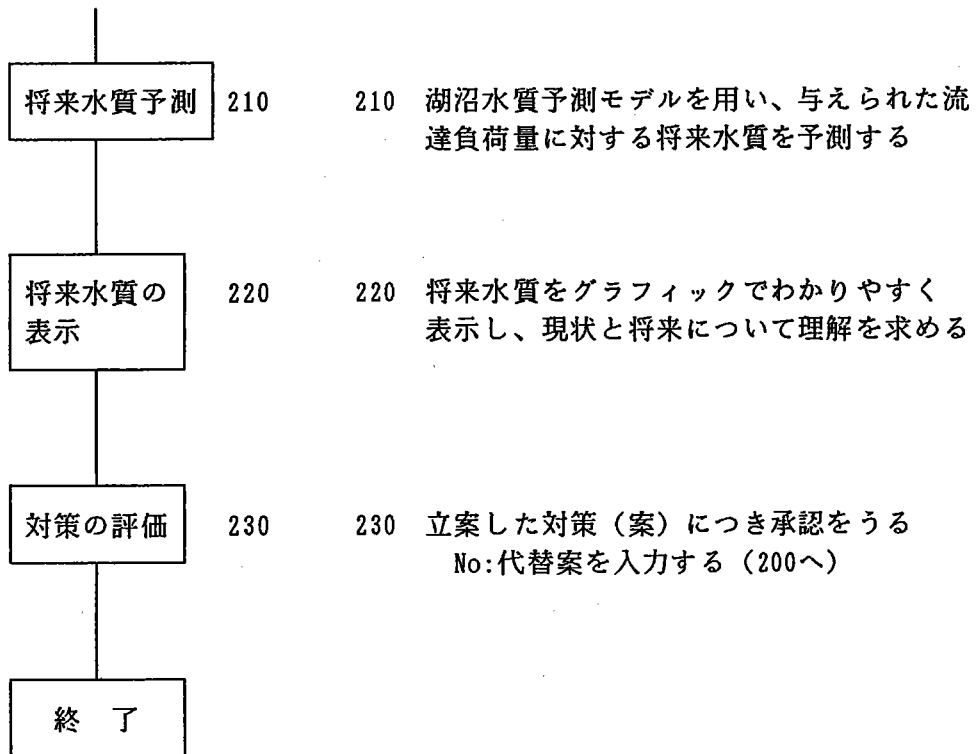 将来水質予測 210 210 湖沼水質予測モデルを用い、与えられた流
達負荷量に対する将来水質を予測する
将来水質の 220 220 将来水質をグラフィックでわかりやすく
表示 表示し、現状と将来について理解を求める
対策の評価 230 230 立案した対策（案）につき承認をうる
No:代替案を入力する（200へ）
終 了